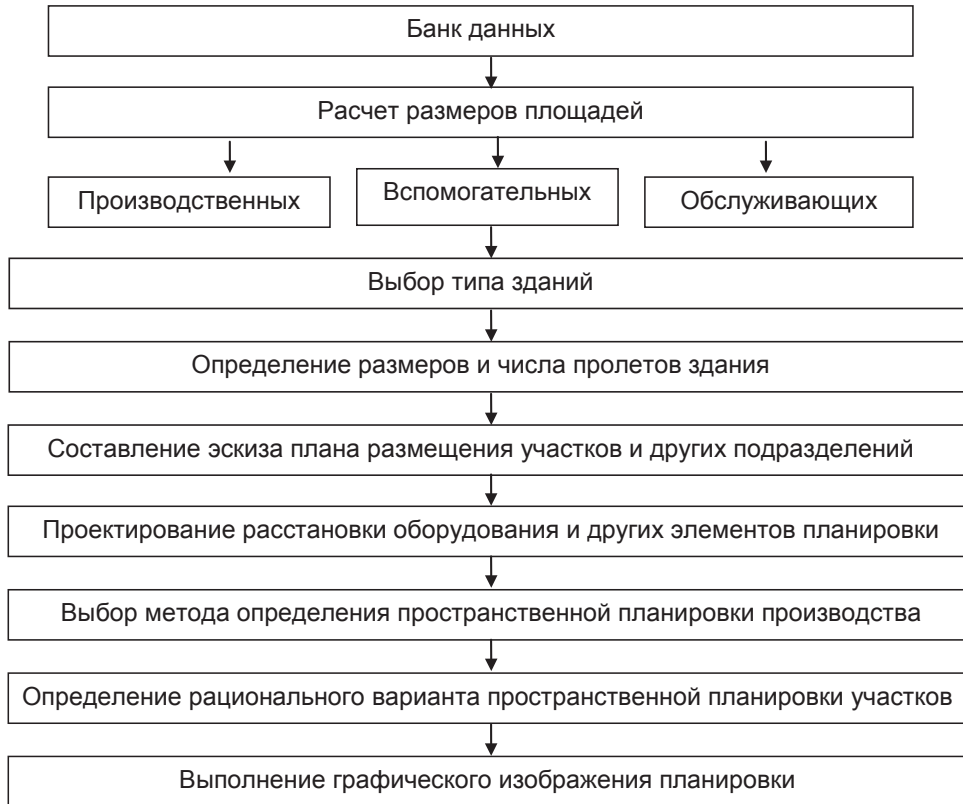 Банк данных
Расчет размеров площадей
Производственных
Вспомогательных
Обслуживающих
Выбор типа зданий
Определение размеров и числа пролетов здания
Составление эскиза плана размещения участков и других подразделений
Проектирование расстановки оборудования и других элементов планировки
Выбор метода определения пространственной планировки производства
Определение рационального варианта пространственной планировки участков
Выполнение графического изображения планировки